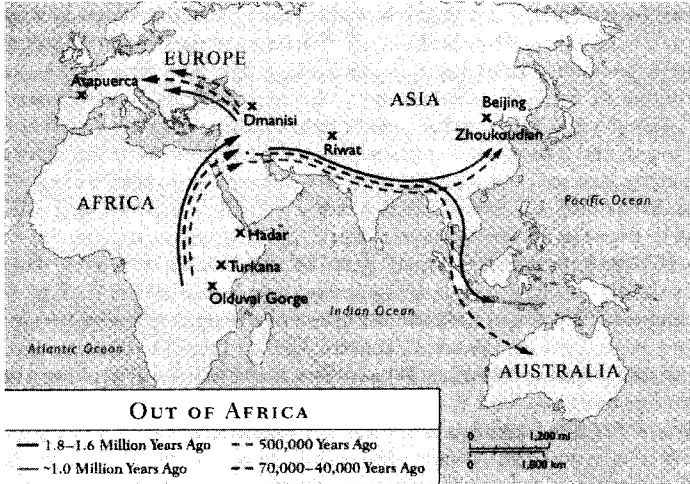 EUROPE
Atapuerca
Dmanisi
ASIA
Beijing
Zhoukoudian
Riwat
AFRICA
Pacific Ocean
Hadar
Turkana
Olduvai Gorge
Indian Ocean
Atlantic Ocean
AUSTRALIA
OUT OF AFRICA
1.8–1.6 Million Years Ago
500,000 Years Ago
~1.0 Million Years Ago
70,000–40,000 Years Ago
0 1,200 mi
0 1,800 km